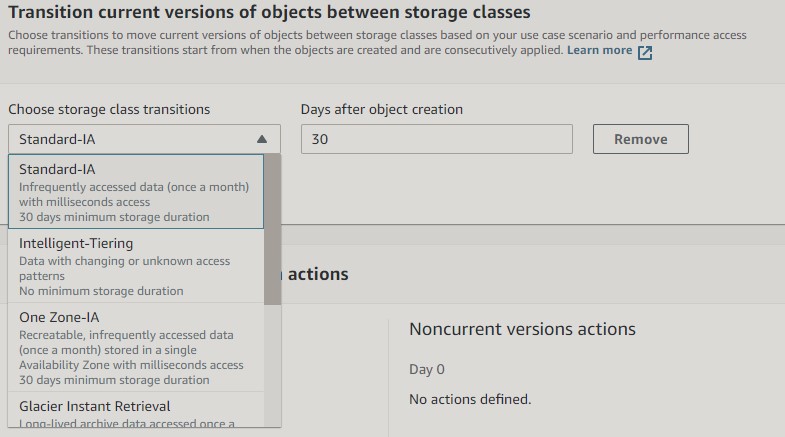 Transition current versions of objects between storage classes
Choose transitions to move current versions of objects between storage classes based on your use case scenario and performance access
requirements. These transitions start from when the objects are created and are consecutively applied. Learn more
Choose storage class transitions
Days after object creation
Standard-IA
30
Remove
Standard-IA
Infrequently accessed data (once a month)
with milliseconds access
30 days minimum storage duration
Intelligent-Tiering
Data with changing or unknown access
patterns
No minimum storage duration
One Zone-IA
Recreatable, infrequently accessed data
(once a month) stored in a single
Availability Zone with milliseconds access
30 days minimum storage duration
Glacier Instant Retrieval
Long-lived archive data accessed once a
actions
Noncurrent versions actions
Day 0
No actions defined.